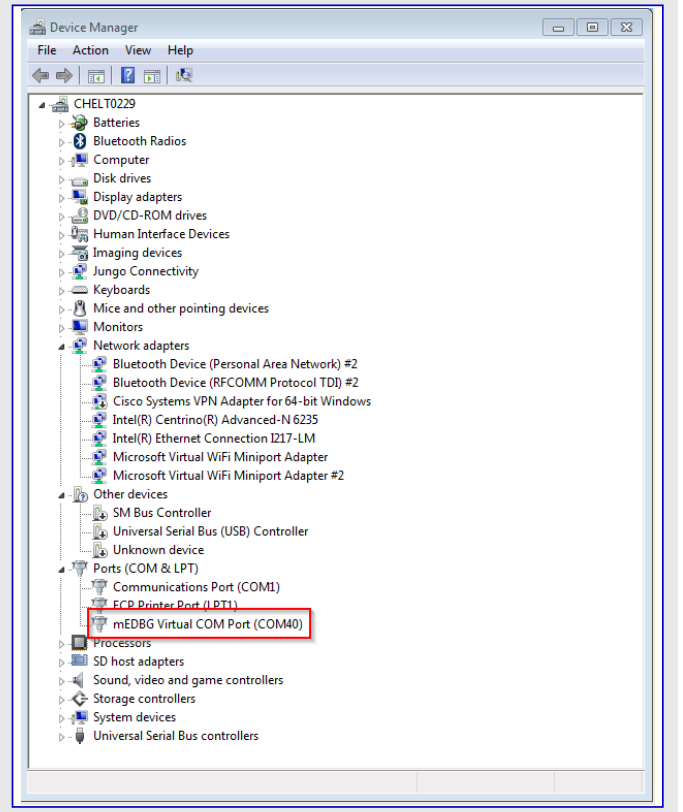 Device Manager
File Action View Help
CHELT0229
Batteries
Bluetooth Radios
Computer
Disk drives
Display adapters
DVD/CD-ROM drives
Human Interface Devices
Imaging devices
Jungo Connectivity
Keyboards
Mice and other pointing devices
Monitors
Network adapters
Bluetooth Device (Personal Area Network) #2
Bluetooth Device (RFCOMM Protocol TDI) #2
Cisco Systems VPN Adapter for 64-bit Windows
Intel(R) Centrino(R) Advanced-N 6235
Intel(R) Ethernet Connection I217-LM
Microsoft Virtual WiFi Miniport Adapter
Microsoft Virtual WiFi Miniport Adapter #2
Other devices
SM Bus Controller
Universal Serial Bus (USB) Controller
Unknown device
Ports (COM & LPT)
Communications Port (COM1)
ECP Printer Port (LPT1)
mEDBG Virtual COM Port (COM40)
Processors
SD host adapters
Sound, video and game controllers
Storage controllers
System devices
Universal Serial Bus controllers